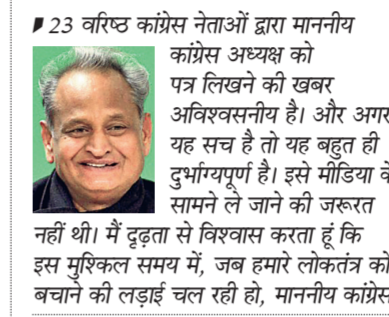 23 वरिष्ठ कांग्रेस नेताओं द्वारा माननीय
कांग्रेस अध्यक्ष को
पत्र लिखने की खबर
अविश्वसनीय है। और अगर
यह सच है तो यह बहुत ही
दुर्भाग्यपूर्ण है। इसे मीडिया के
सामने ले जाने की जरूरत
नहीं थी। मैं दृढ़ता से विश्वास करता हूं कि
इस मुश्किल समय में, जब हमारे लोकतंत्र को
बचाने की लड़ाई चल रही हो, माननीय कांग्रेस